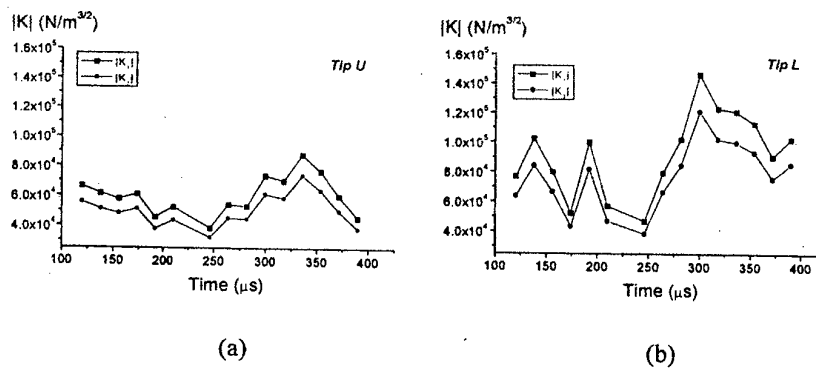 |K| (N/m^3/2)
1.6x10^5
1.4x10^5
1.2x10^5
1.0x10^5
8.0x10^4
6.0x10^4
4.0x10^4
Tip U
100 150 200 250 300 350 400
Time (μs)
(a)
|K| (N/m^3/2)
1.6x10^5
1.4x10^5
1.2x10^5
1.0x10^5
8.0x10^4
6.0x10^4
4.0x10^4
Tip L
100 150 200 250 300 350 400
Time (μs)
(b)